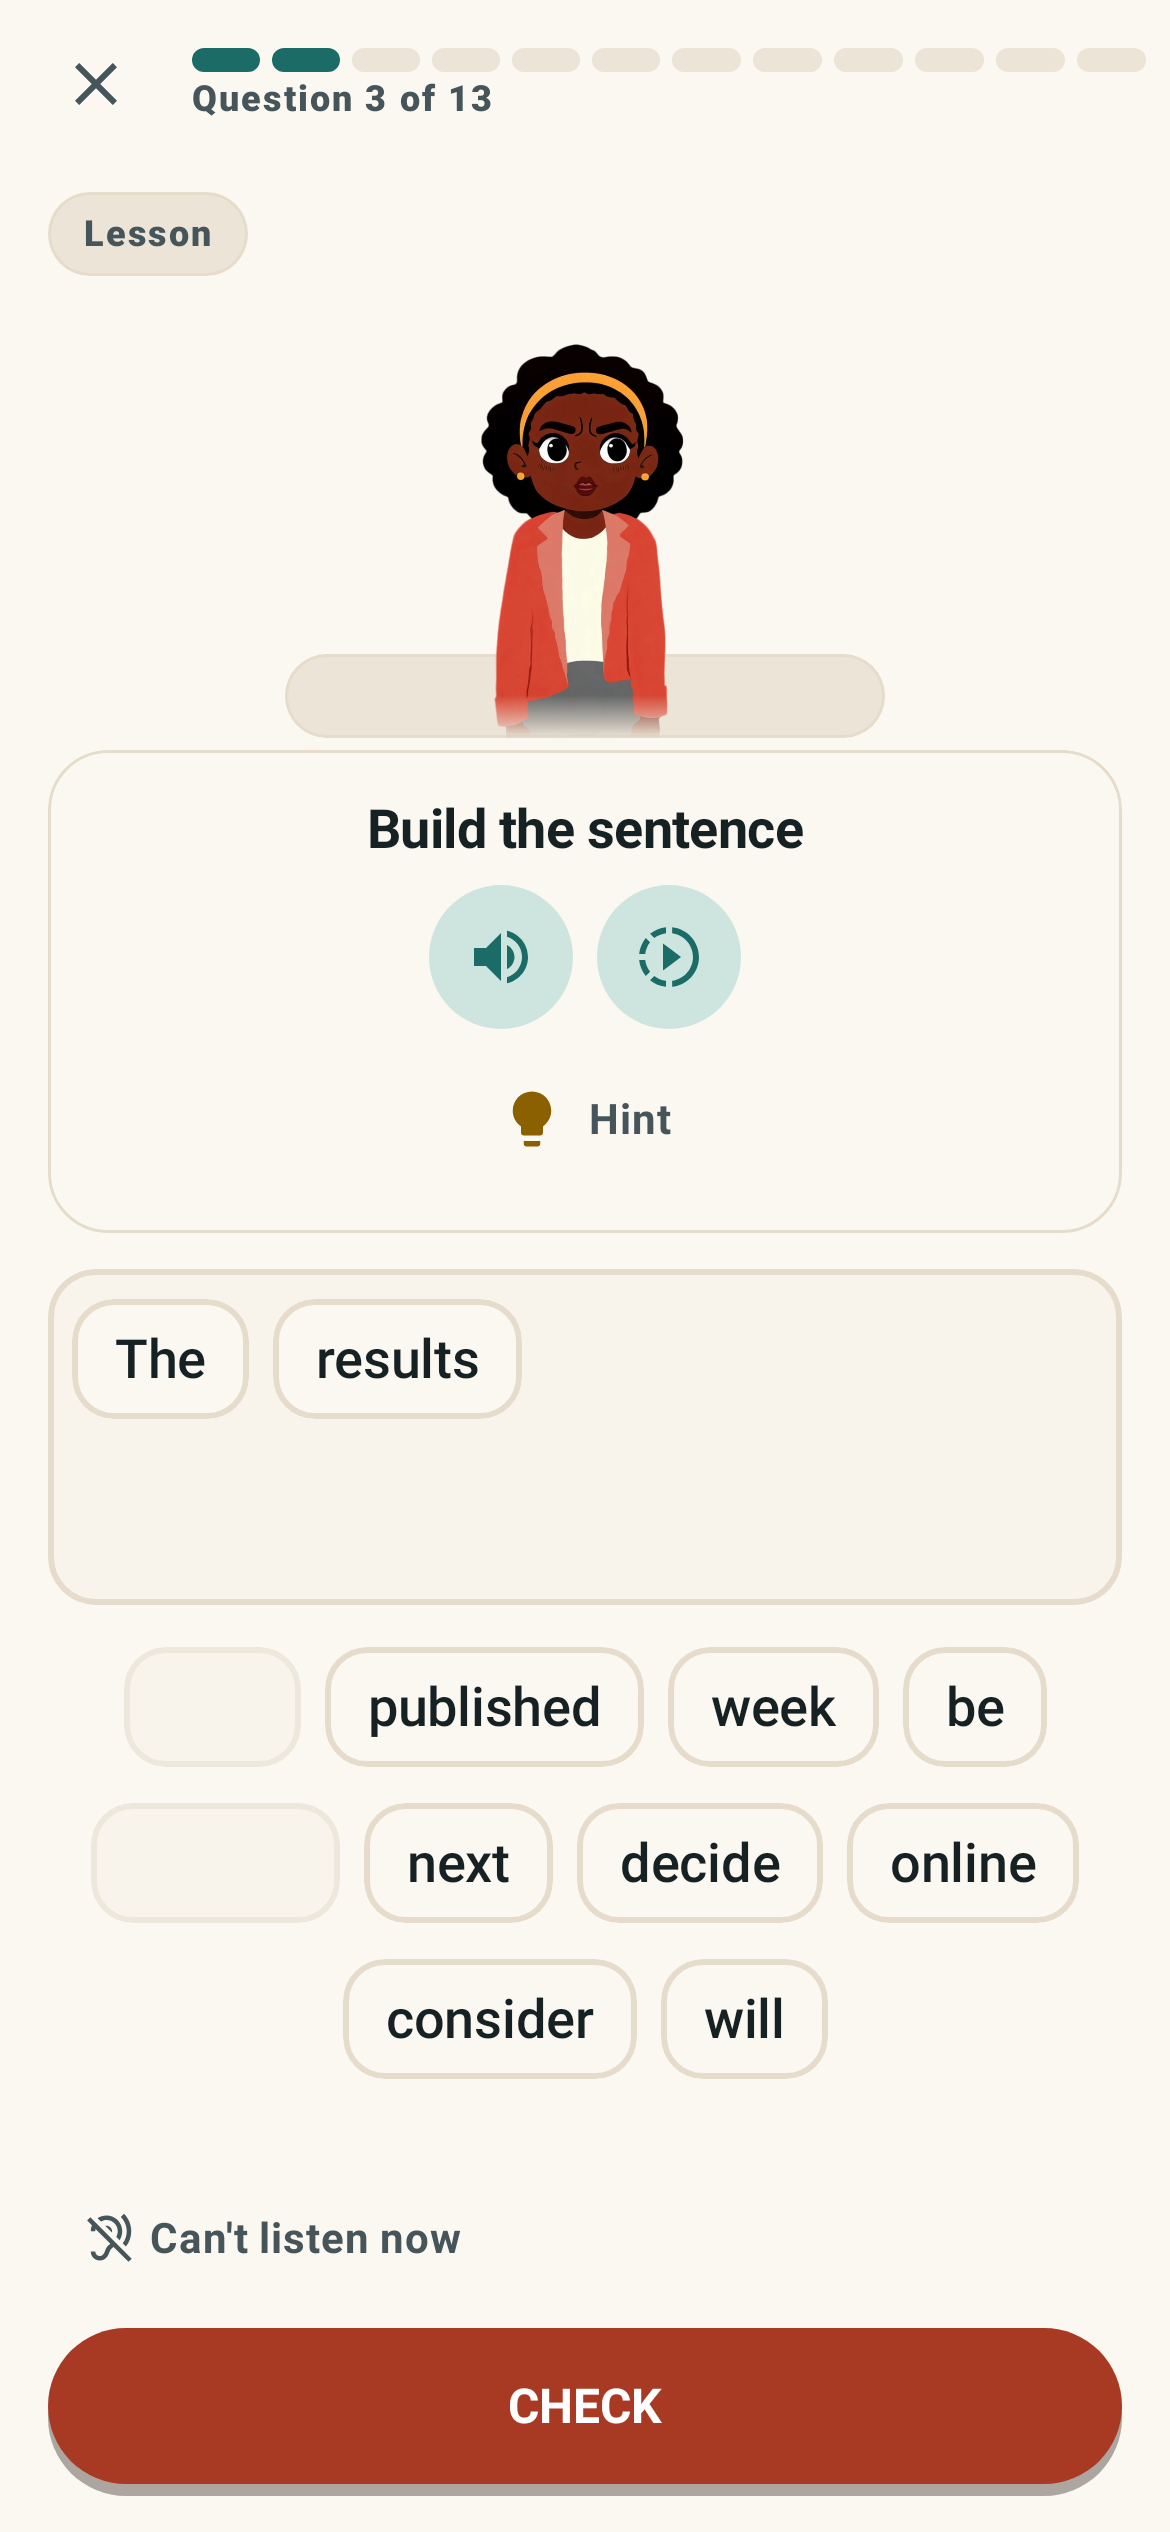 Question 3 of 13
Lesson
Build the sentence
Hint
The results
published week be
next decide online
consider will
Can't listen now
CHECK